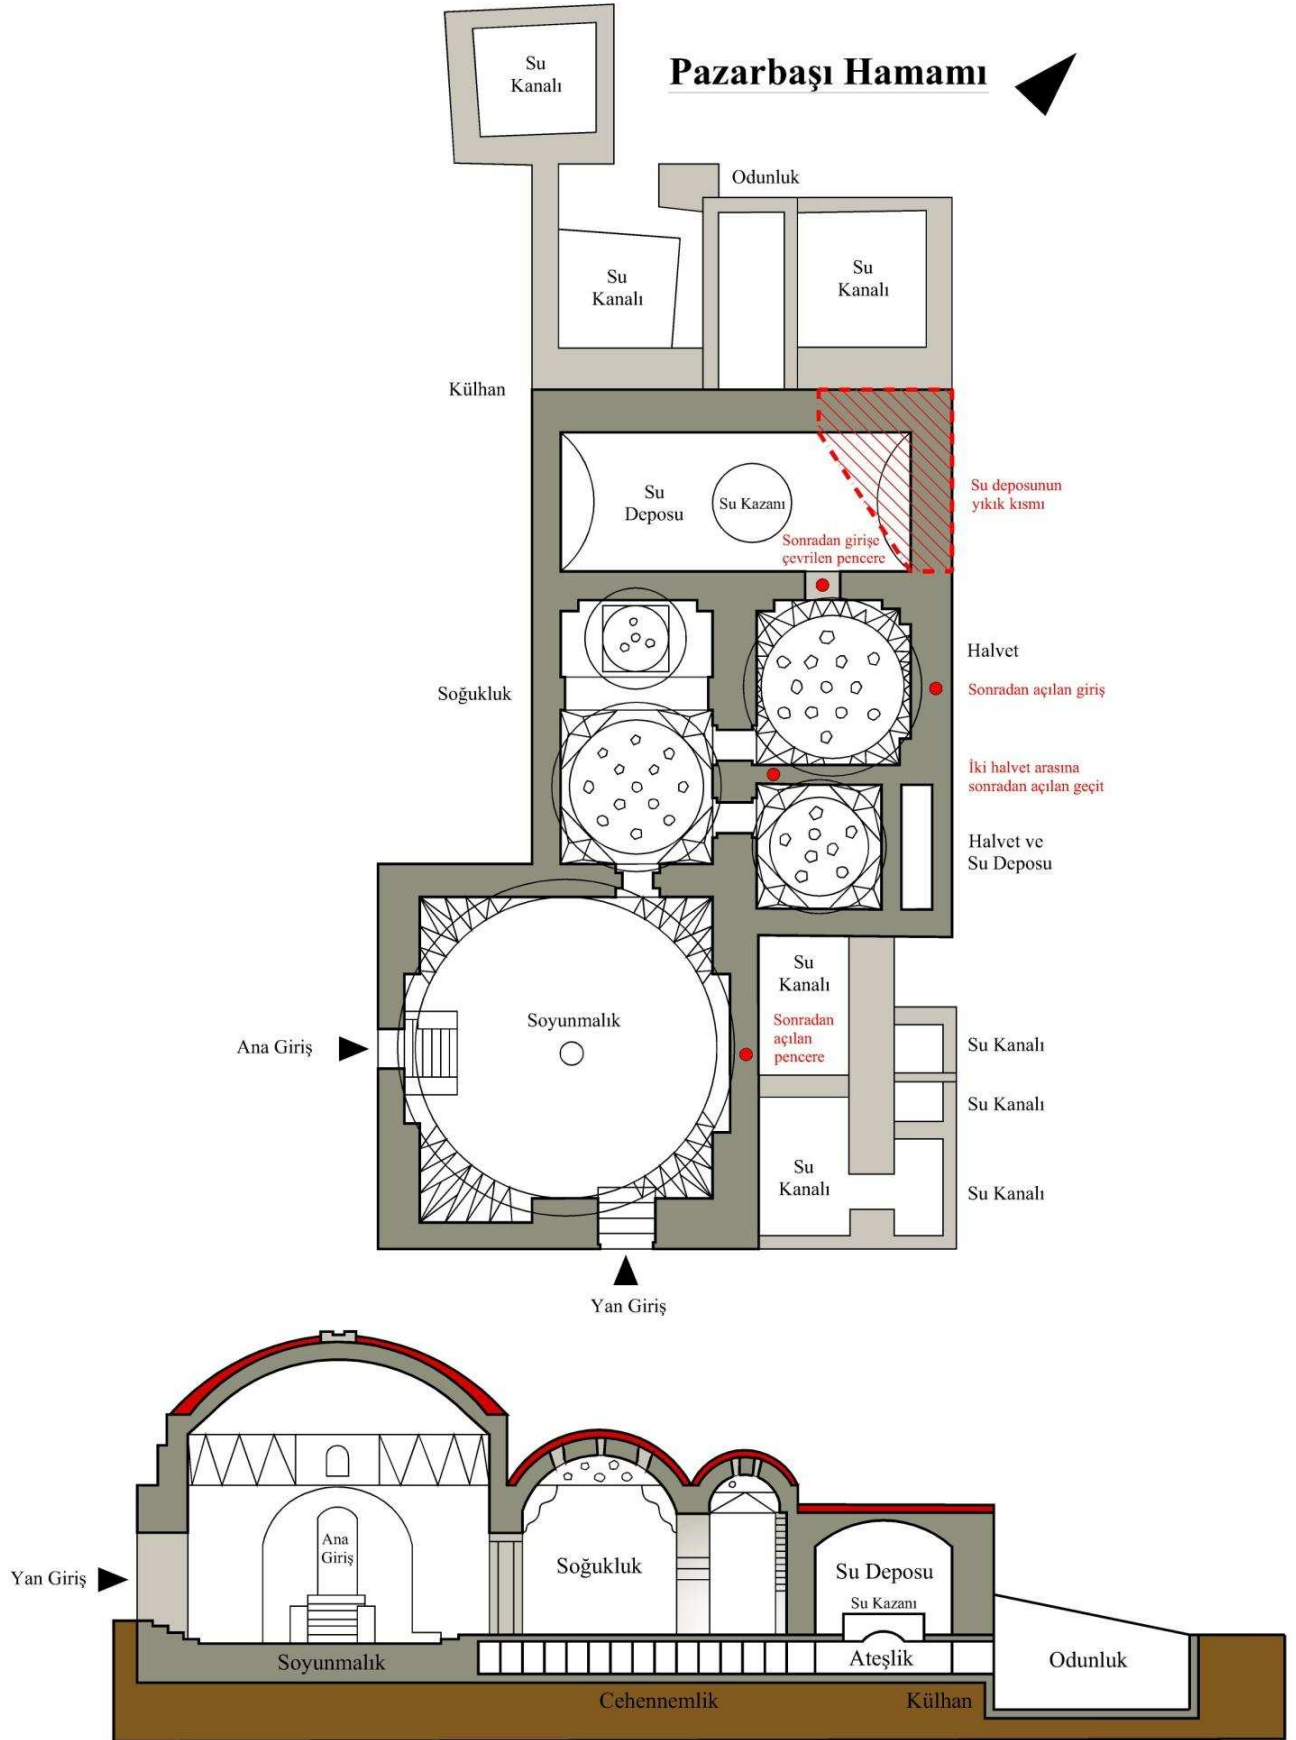 Pazarbaşı Hamamı
Su
Kanalı
Odunluk
Su
Kanalı
Su
Kanalı
Külhan
Su
Deposu
Su Kazanı
Su deposunun
yıkık kısmı
Sonradan girişe
çevrilen pencere
Halvet
Soğukluk
Sonradan açılan giriş
İki halvet arasına
sonradan açılan geçit
Halvet ve
Su Deposu
Su
Kanalı
Soyunmalık
Sonradan
açılan
pencere
Ana Giriş
Su Kanalı
Su Kanalı
Su
Kanalı
Su Kanalı
Yan Giriş
Ana
Giriş
Yan Giriş
Soğukluk
Su Deposu
Su Kazanı
Soyunmalık
Ateşlik
Odunluk
Cehennemlik
Külhan